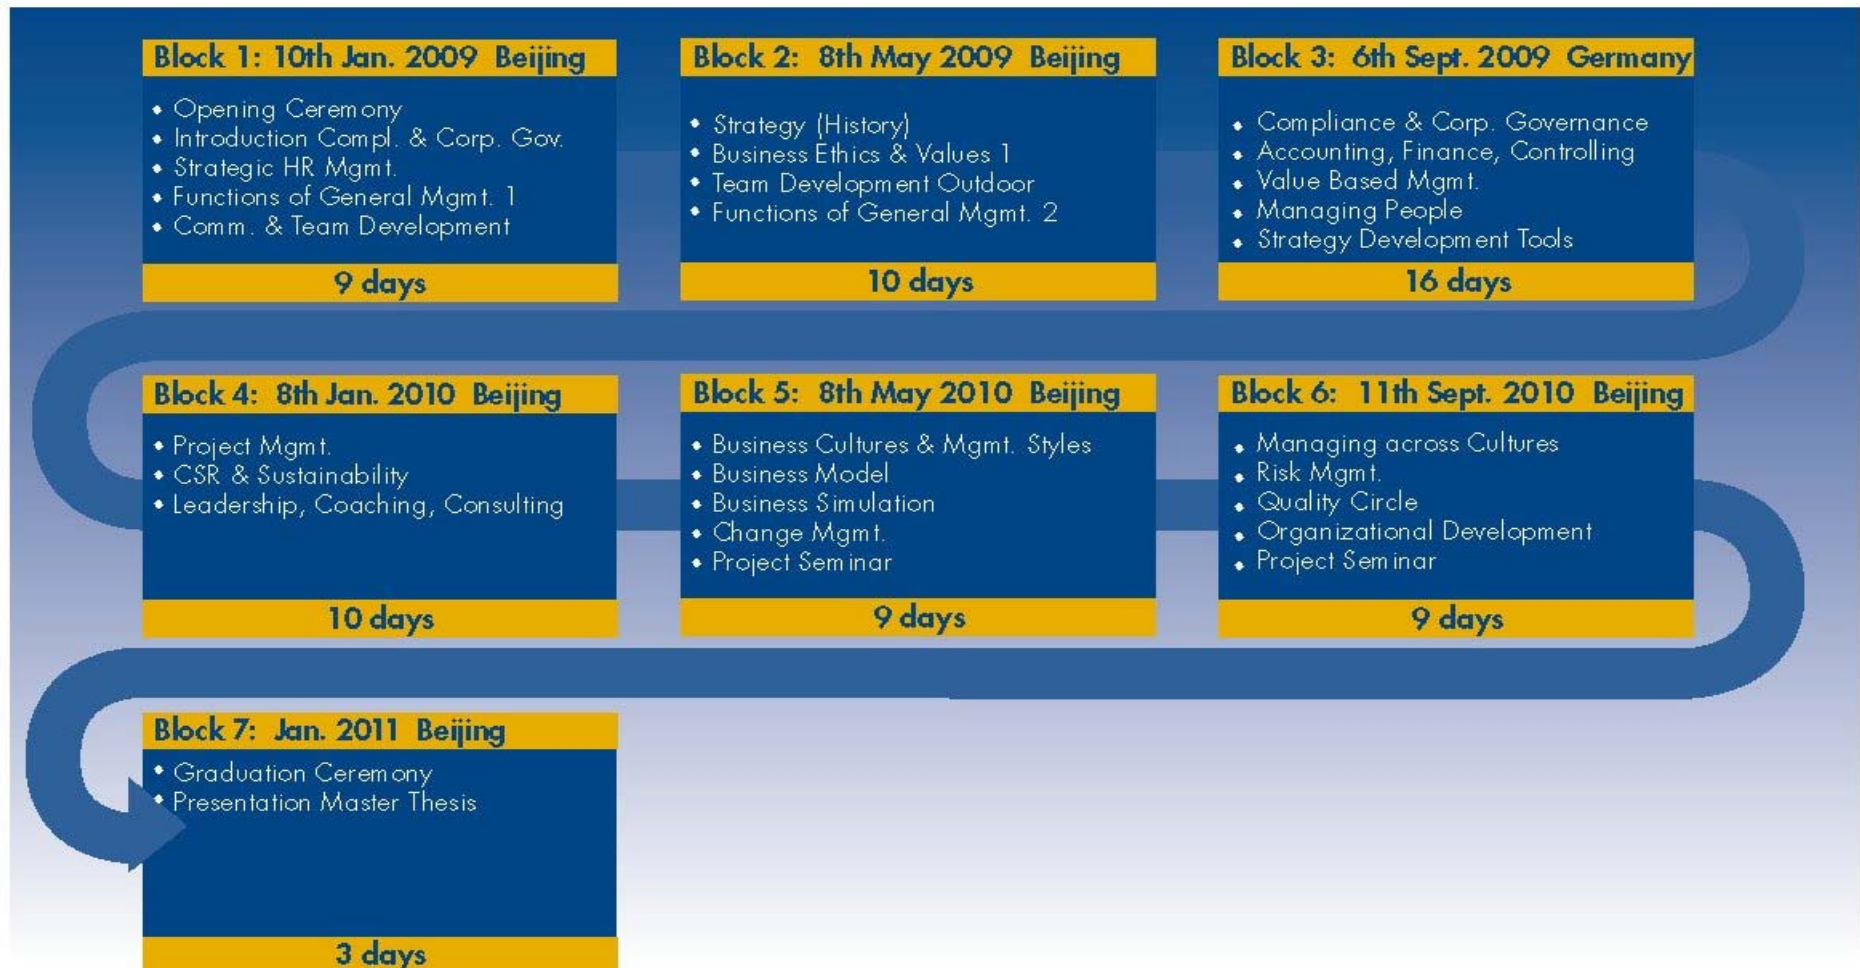 Block 1: 10th Jan. 2009 Beijing
• Opening Ceremony
• Introduction Compl. & Corp. Gov.
• Strategic HR Mgmt.
• Functions of General Mgmt. 1
• Comm. & Team Development
9 days
Block 2: 8th May 2009 Beijing
• Strategy (History)
• Business Ethics & Values 1
• Team Development Outdoor
• Functions of General Mgmt. 2
10 days
Block 3: 6th Sept. 2009 Germany
• Compliance & Corp. Governance
• Accounting, Finance, Controlling
• Value Based Mgmt.
• Managing People
• Strategy Development Tools
16 days
Block 4: 8th Jan. 2010 Beijing
• Project Mgmt.
• CSR & Sustainability
• Leadership, Coaching, Consulting
10 days
Block 5: 8th May 2010 Beijing
• Business Cultures & Mgmt. Styles
• Business Model
• Business Simulation
• Change Mgmt.
• Project Seminar
9 days
Block 6: 11th Sept. 2010 Beijing
• Managing across Cultures
• Risk Mgmt.
• Quality Circle
• Organizational Development
• Project Seminar
9 days
Block 7: Jan. 2011 Beijing
• Graduation Ceremony
• Presentation Master Thesis
3 days